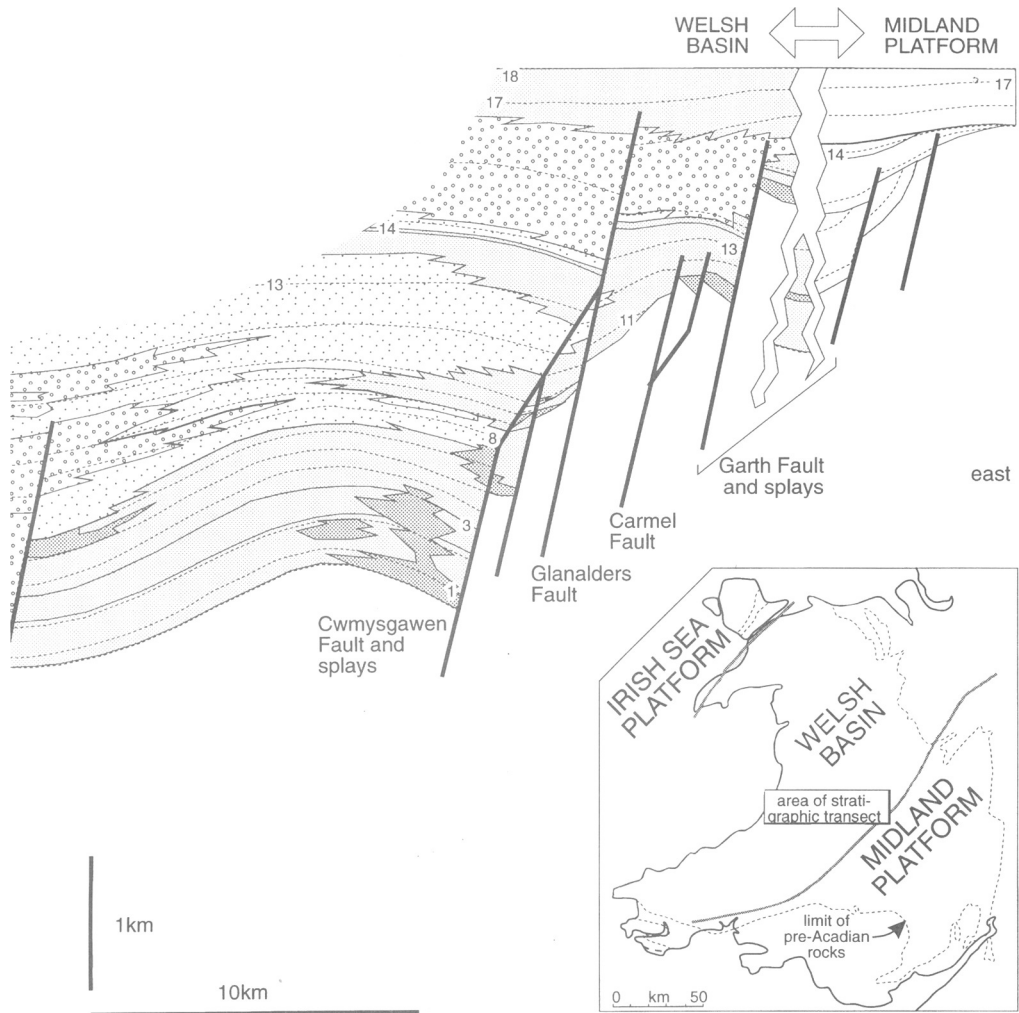 WELSH
BASIN
MIDLAND
PLATFORM
18
17
17
14
14
13
13
11
8
3
1
Garth Fault
and splays
east
Carmel
Fault
Glanalders
Fault
Cwmysgawen
Fault and
splays
IRISH SEA
PLATFORM
WELSH
BASIN
area of strati-
graphic transect
MIDLAND
PLATFORM
limit of
pre-Acadian
rocks
0 km 50
1km
10km